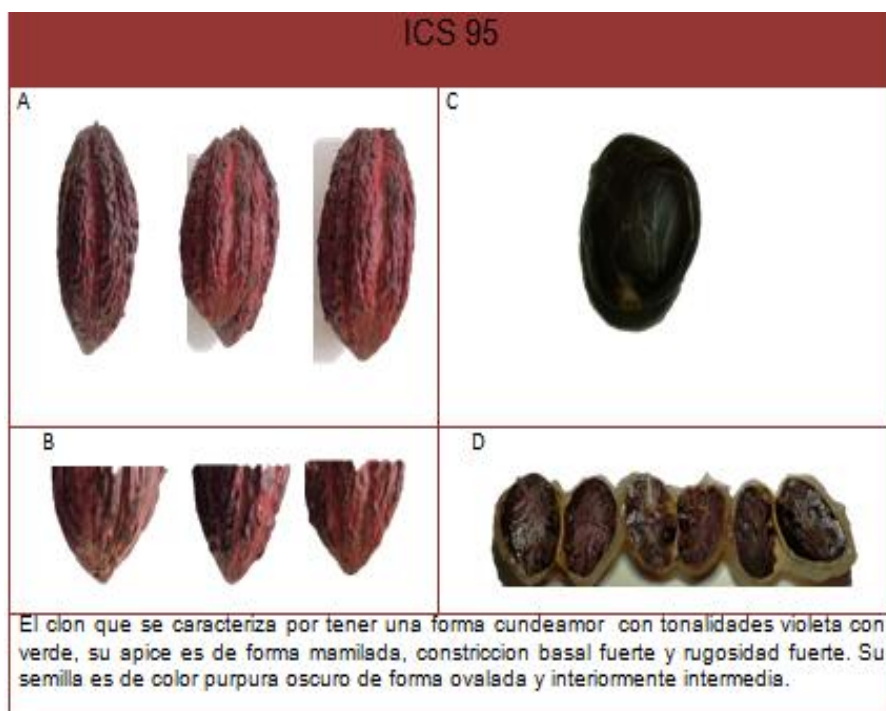 ICS 95
A
C
B
D
El clon que se caracteriza por tener una forma cundeamor con tonalidades violeta con
verde, su apice es de forma mamilada, constriccion basal fuerte y rugosidad fuerte. Su
semilla es de color purpura oscuro de forma ovalada y interiormente intermedia.